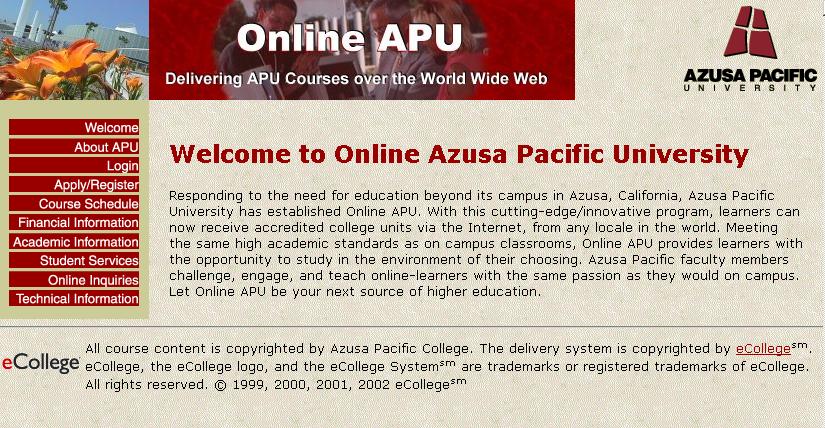 Online APU
Delivering APU Courses over the World Wide Web
AZUSA PACIFIC
UNIVERSITY
Welcome
About APU
Login
Apply/Register
Course Schedule
Financial Information
Academic Information
Student Services
Online Inquiries
Technical Information
Welcome to Online Azusa Pacific University
Responding to the need for education beyond its campus in Azusa, California, Azusa Pacific
University has established Online APU. With this cutting-edge/innovative program, learners can
now receive accredited college units via the Internet, from any locale in the world. Meeting
the same high academic standards as on campus classrooms, Online APU provides learners with
the opportunity to study in the environment of their choosing. Azusa Pacific faculty members
challenge, engage, and teach online-learners with the same passion as they would on campus.
Let Online APU be your next source of higher education.
eCollege
All course content is copyrighted by Azusa Pacific College. The delivery system is copyrighted by eCollege℠.
eCollege, the eCollege logo, and the eCollege System℠ are trademarks or registered trademarks of eCollege.
All rights reserved. © 1999, 2000, 2001, 2002 eCollege℠